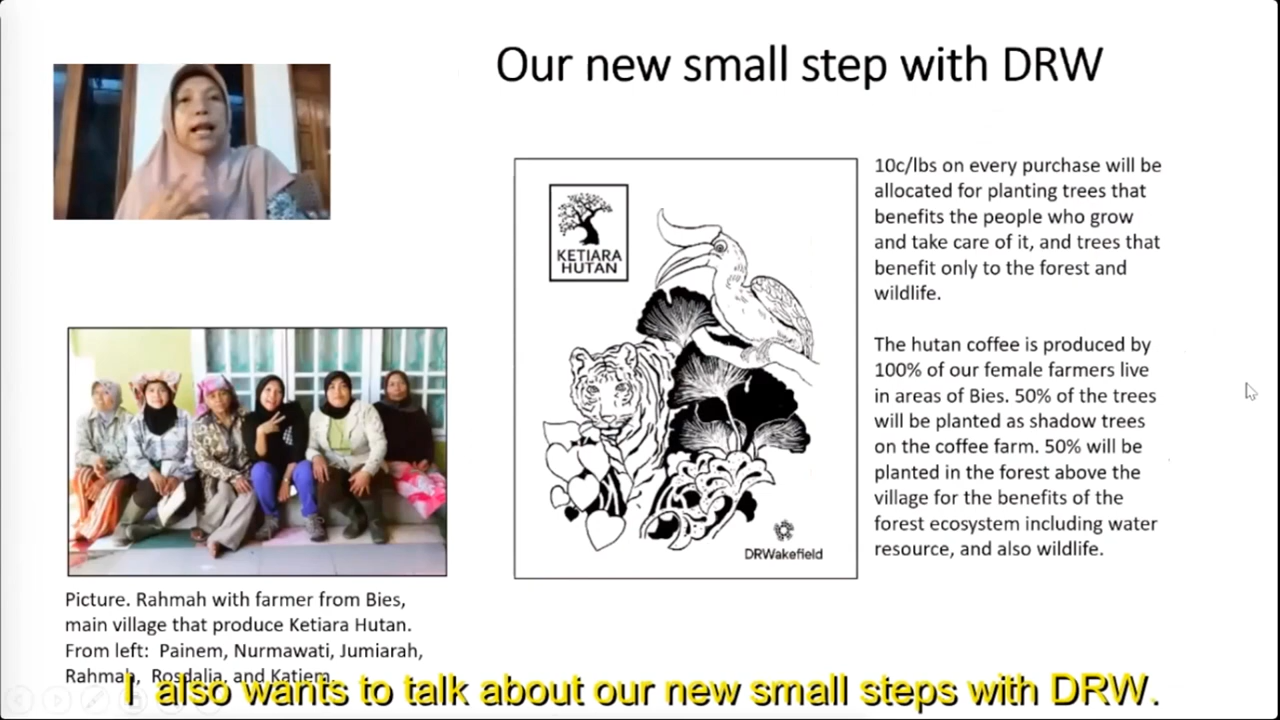 Our new small step with DRW
KETIARA
HUTAN
DRWakefield
10c/lbs on every purchase will be
allocated for planting trees that
benefits the people who grow
and take care of it, and trees that
benefit only to the forest and
wildlife.
The hutan coffee is produced by
100% of our female farmers live
in areas of Bies. 50% of the trees
will be planted as shadow trees
on the coffee farm. 50% will be
planted in the forest above the
village for the benefits of the
forest ecosystem including water
resource, and also wildlife.
Picture. Rahmah with farmer from Bies,
main village that produce Ketiara Hutan.
From left: Painem, Nurmawati, Jumiarah,
Rahmah, Rosdalia, and Katiem.
I also wants to talk about our new small steps with DRW.